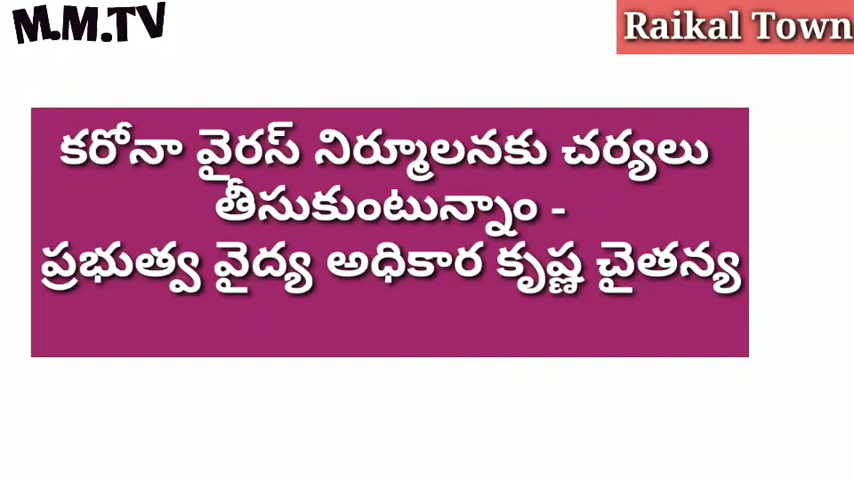 M.M.TV
Raikal Town
కరోనా వైరస్ నిర్మూలనకు చర్యలు
తీసుకుంటున్నాం -
ప్రభుత్వ వైద్య అధికార కృష్ణ చైతన్య